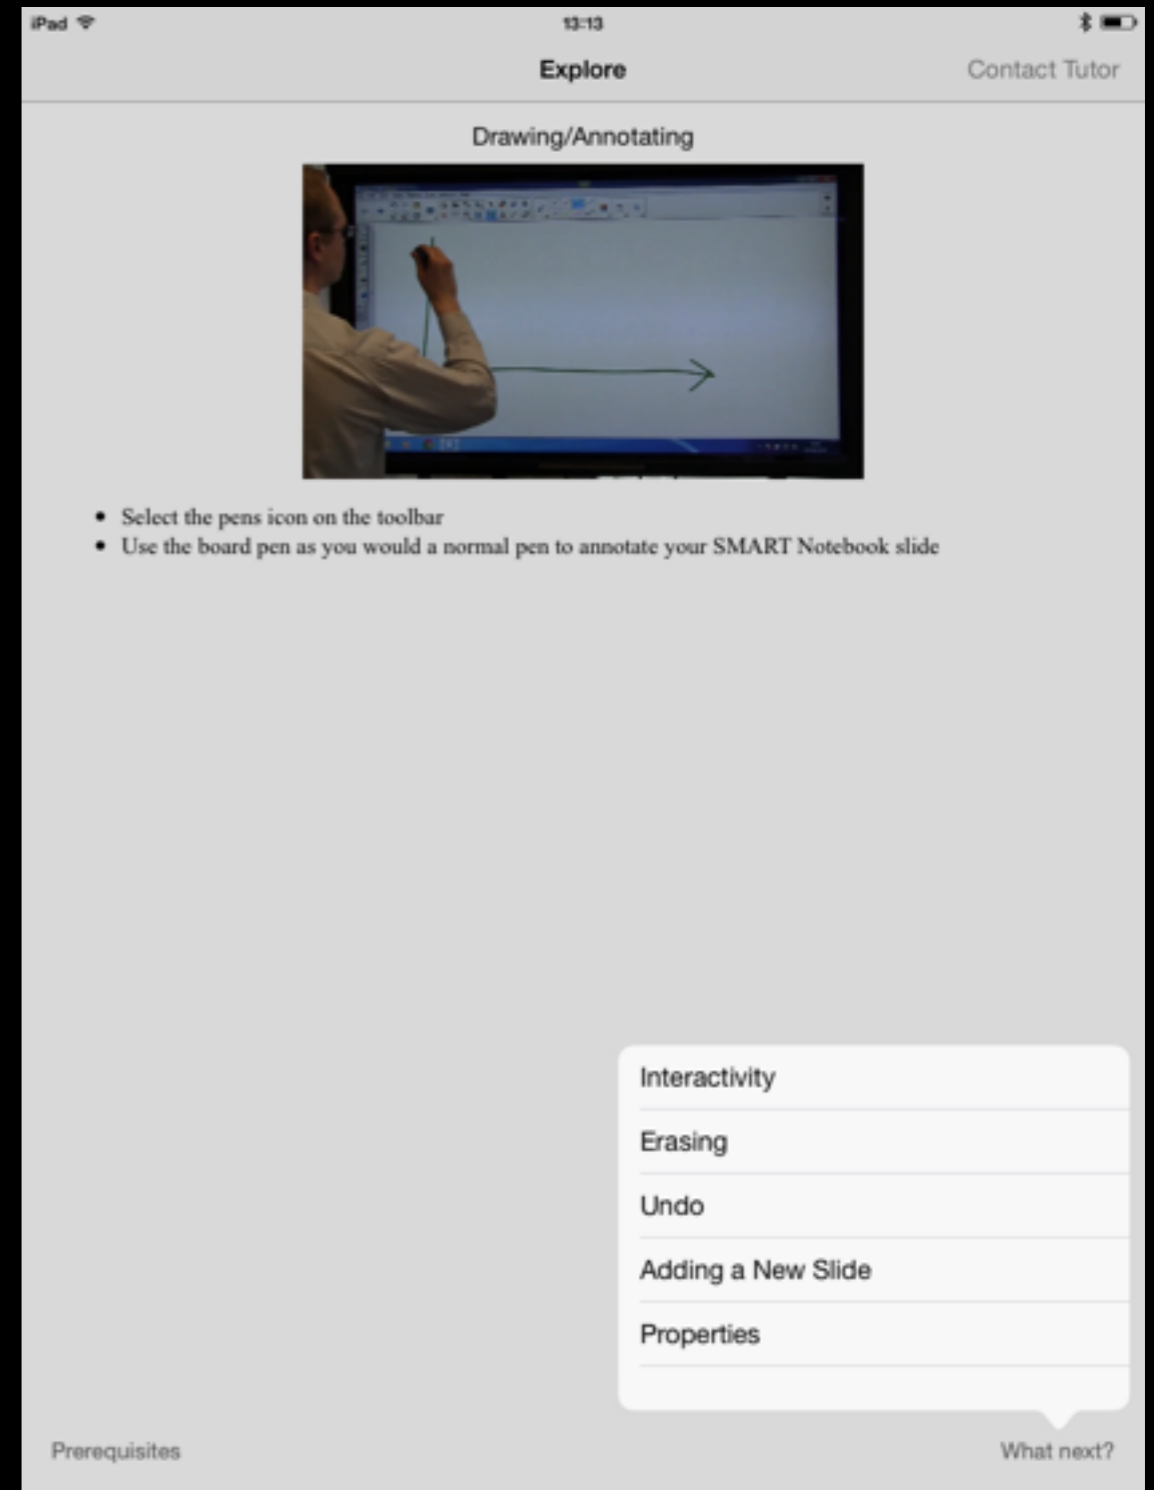 iPad
13:13
Explore
Contact Tutor
Drawing/Annotating
• Select the pens icon on the toolbar
• Use the board pen as you would a normal pen to annotate your SMART Notebook slide
Interactivity
Erasing
Undo
Adding a New Slide
Properties
Prerequisites
What next?